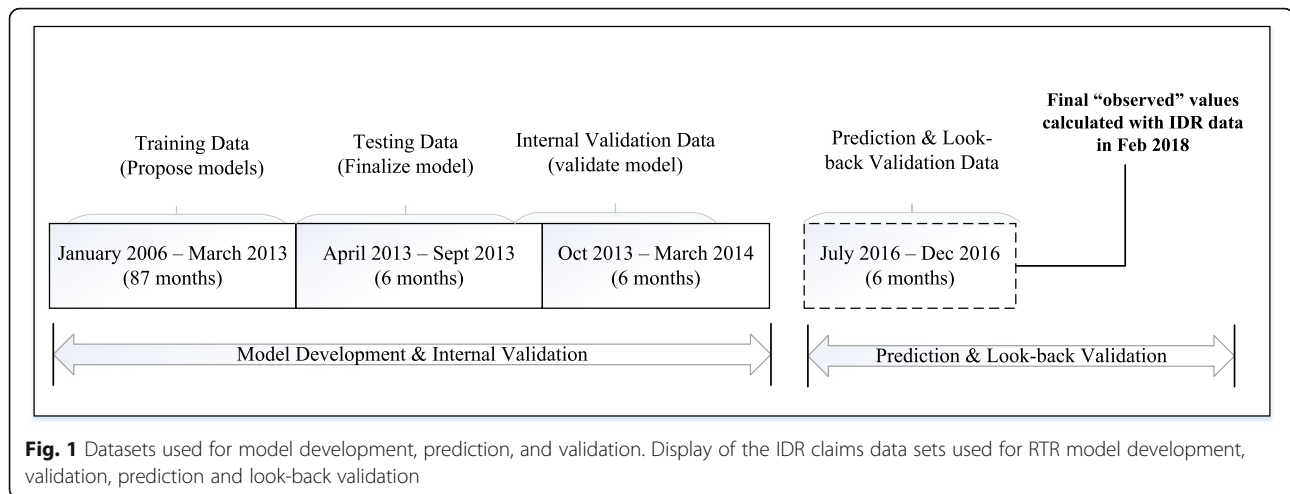 Training Data
(Propose models)
Testing Data
(Finalize model)
Internal Validation Data
(validate model)
Prediction & Look-
back Validation Data
Final “observed” values
calculated with IDR data
in Feb 2018
January 2006 – March 2013
(87 months)
April 2013 – Sept 2013
(6 months)
Oct 2013 – March 2014
(6 months)
July 2016 – Dec 2016
(6 months)
Model Development & Internal Validation
Prediction & Look-back Validation
Fig. 1 Datasets used for model development, prediction, and validation. Display of the IDR claims data sets used for RTR model development,
validation, prediction and look-back validation